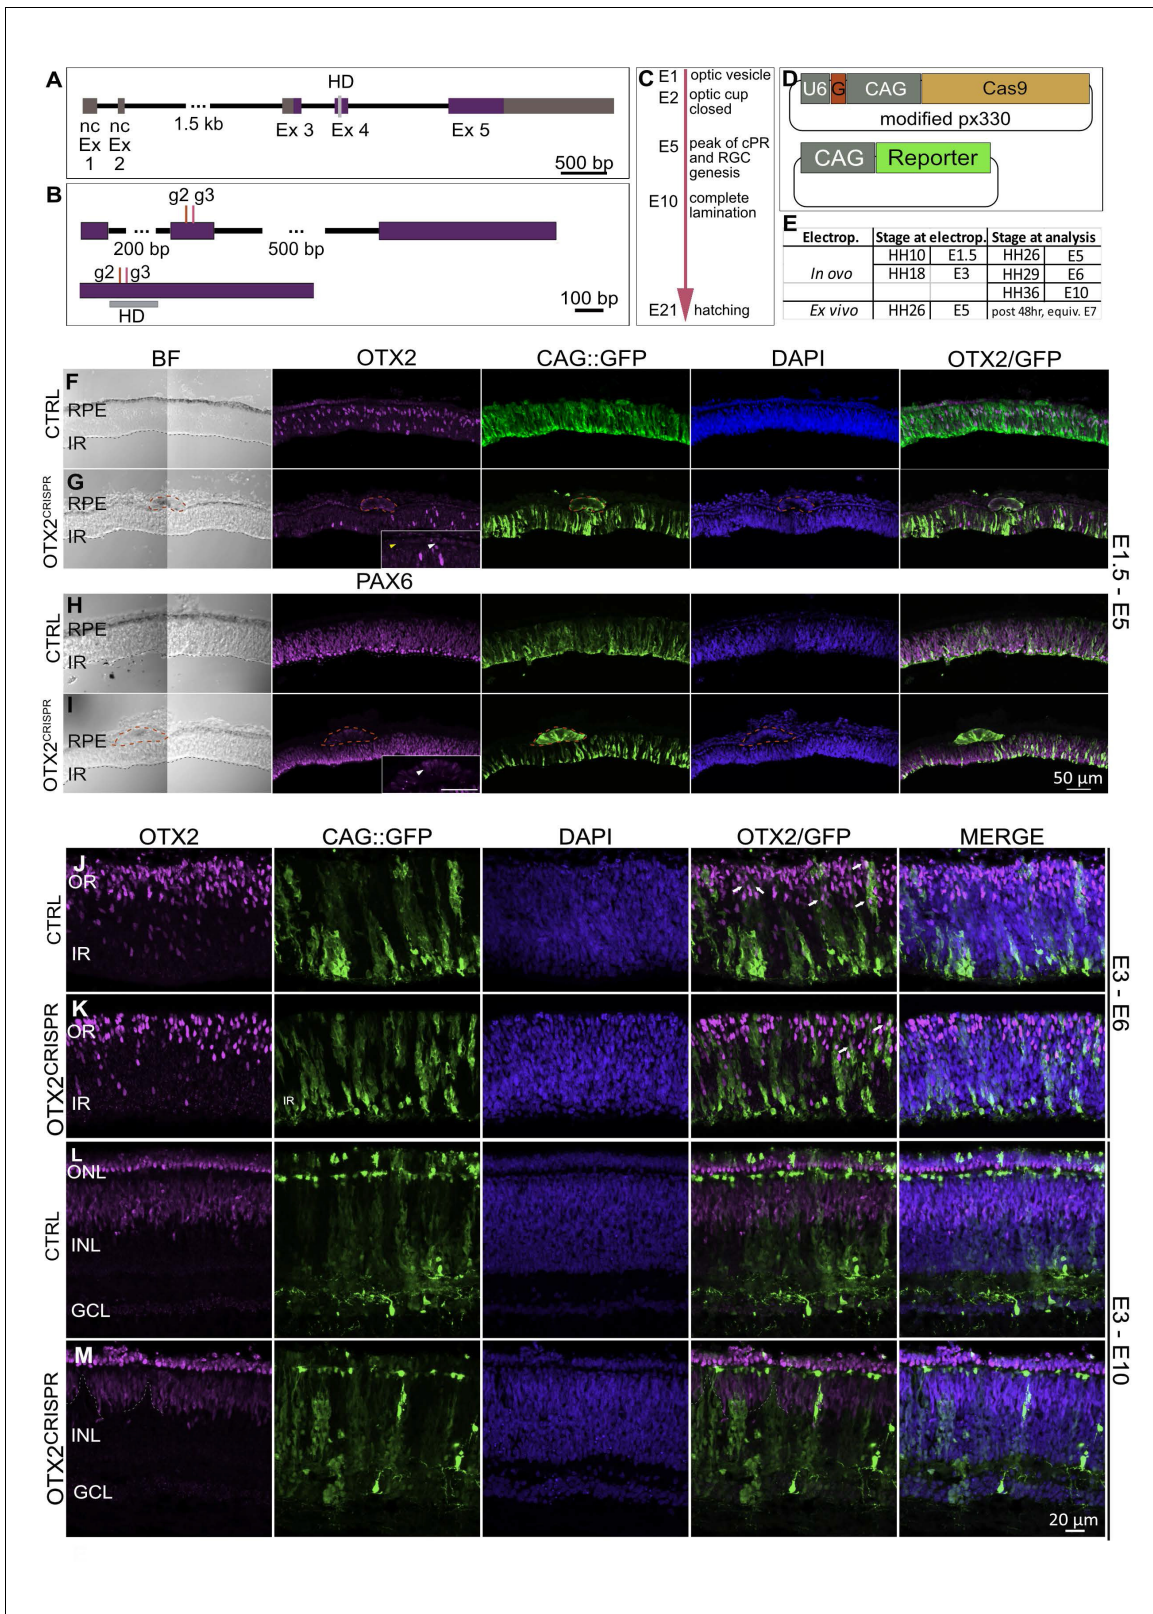 A
HD
1.5 kb
nc
Ex
1
nc
Ex
2
Ex 3
Ex 4
Ex 5
500 bp
B
g2 g3
200 bp
500 bp
g2 g3
HD
100 bp
C
E1 optic vesicle
E2 optic cup
closed
E5 peak of cPR
and RGC
genesis
E10 complete
lamination
E21 hatching
D
U6 G CAG Cas9
modified px330
CAG Reporter
E
Electrop. Stage at electrop. Stage at analysis
HH10 E1.5 HH26 E5
In ovo HH18 E3 HH29 E6
HH36 E10
Ex vivo HH26 E5 post 48hr, equiv. E7
BF OTX2 CAG::GFP DAPI OTX2/GFP
CTRL
F
RPE
IR
OTX2CRISPR
G
RPE
IR
PAX6
CTRL
H
RPE
IR
OTX2CRISPR
I
RPE
IR
50 µm
E1.5 - E5
OTX2 CAG::GFP DAPI OTX2/GFP MERGE
CTRL
J
OR
IR
OTX2CRISPR
K
OR
IR
IR
E3 - E6
CTRL
L
ONL
INL
GCL
OTX2CRISPR
M
INL
GCL
20 µm
E3 - E10